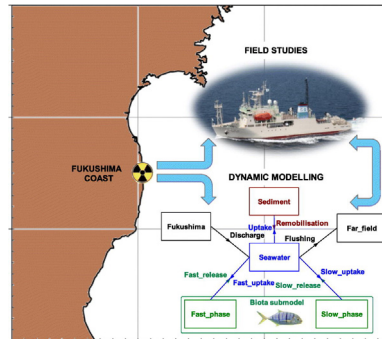 FIELD STUDIES
FUKUSHIMA
COAST
DYNAMIC MODELLING
Sediment
Fukushima
Uptake
Remobilisation
Far_field
Discharge
Flushing
Seawater
Fast_release
Fast_uptake
Slow_release
Slow_uptake
Biota submodel
Fast_phase
Slow_phase